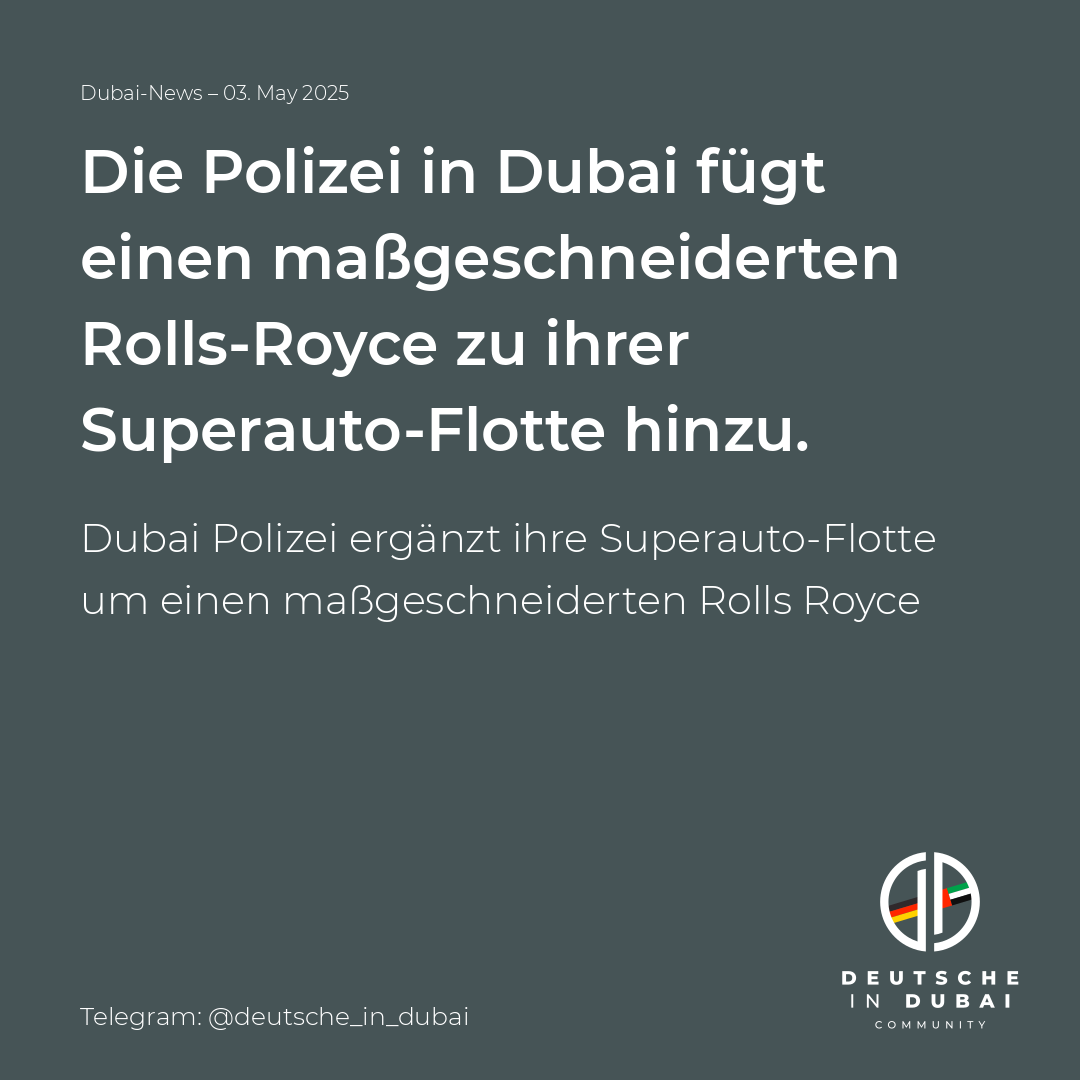 Dubai-News – 03. May 2025
Die Polizei in Dubai fügt
einen maßgeschneiderten
Rolls-Royce zu ihrer
Superauto-Flotte hinzu.
Dubai Polizei ergänzt ihre Superauto-Flotte
um einen maßgeschneiderten Rolls Royce
DEUTSCHE
IN DUBAI
COMMUNITY
Telegram: @deutsche_in_dubai